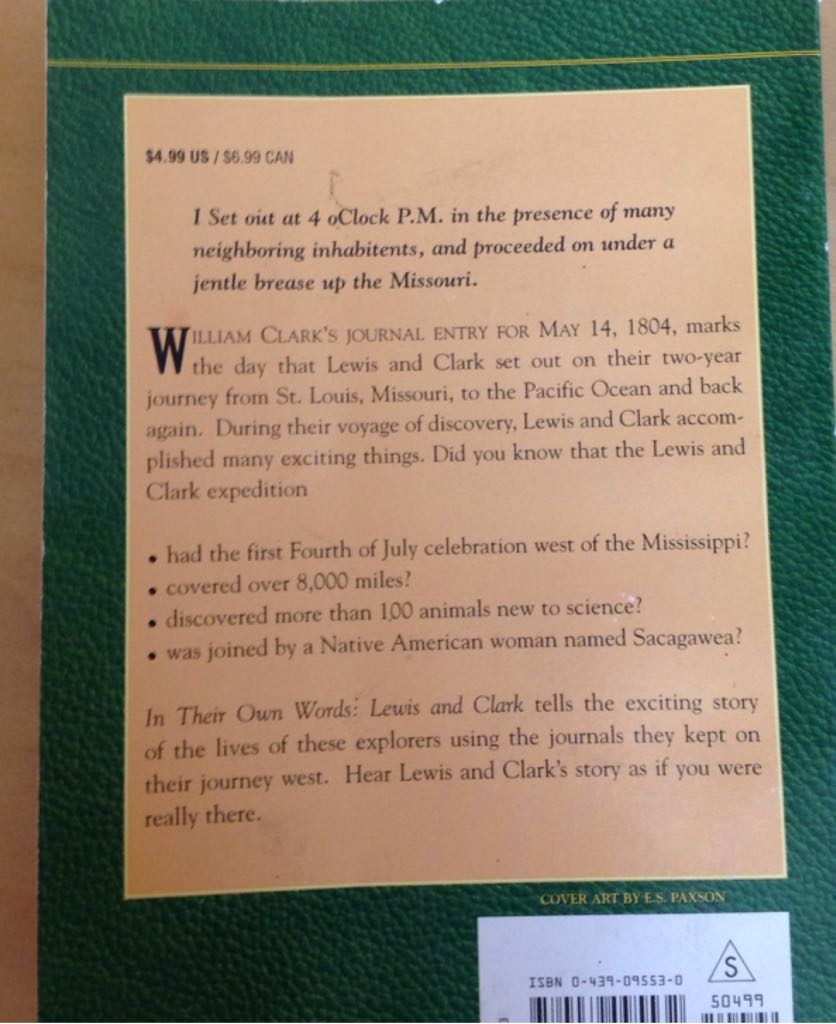 $4.99 US / $6.99 CAN
I Set out at 4 oClock P.M. in the presence of many
neighboring inhabitents, and proceeded on under a
jentle brease up the Missouri.
WILLIAM CLARK'S JOURNAL ENTRY FOR MAY 14, 1804, marks
the day that Lewis and Clark set out on their two-year
journey from St. Louis, Missouri, to the Pacific Ocean and back
again. During their voyage of discovery, Lewis and Clark accom-
plished many exciting things. Did you know that the Lewis and
Clark expedition
• had the first Fourth of July celebration west of the Mississippi?
• covered over 8,000 miles?
• discovered more than 100 animals new to science?
• was joined by a Native American woman named Sacagawea?
In Their Own Words: Lewis and Clark tells the exciting story
of the lives of these explorers using the journals they kept on
their journey west. Hear Lewis and Clark's story as if you were
really there.
COVER ART BY E.S. PAXSON
S
ISBN 0-439-09553-0
50499